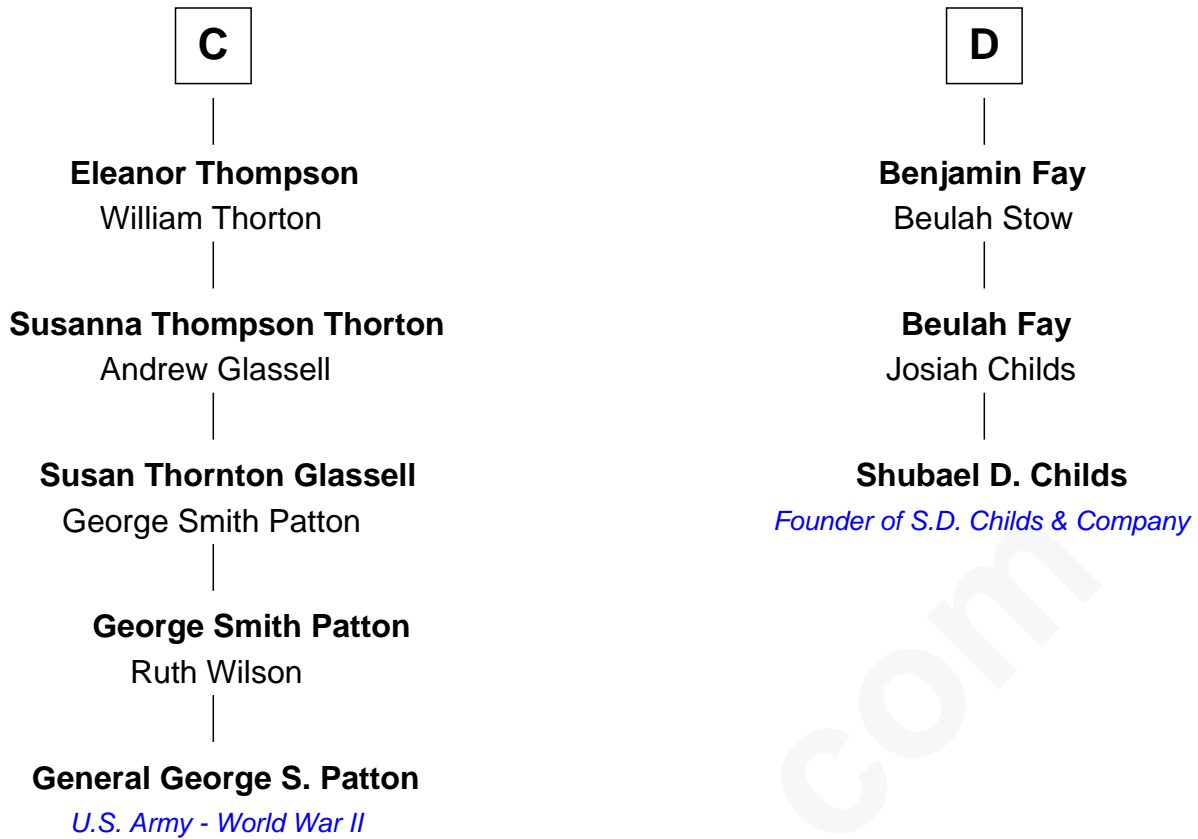 C
Eleanor Thompson
William Thorton
Susanna Thompson Thorton
Andrew Glassell
Susan Thornton Glassell
George Smith Patton
George Smith Patton
Ruth Wilson
General George S. Patton
U.S. Army - World War II
D
Benjamin Fay
Beulah Stow
Beulah Fay
Josiah Childs
Shubael D. Childs
Founder of S.D. Childs & Company
com